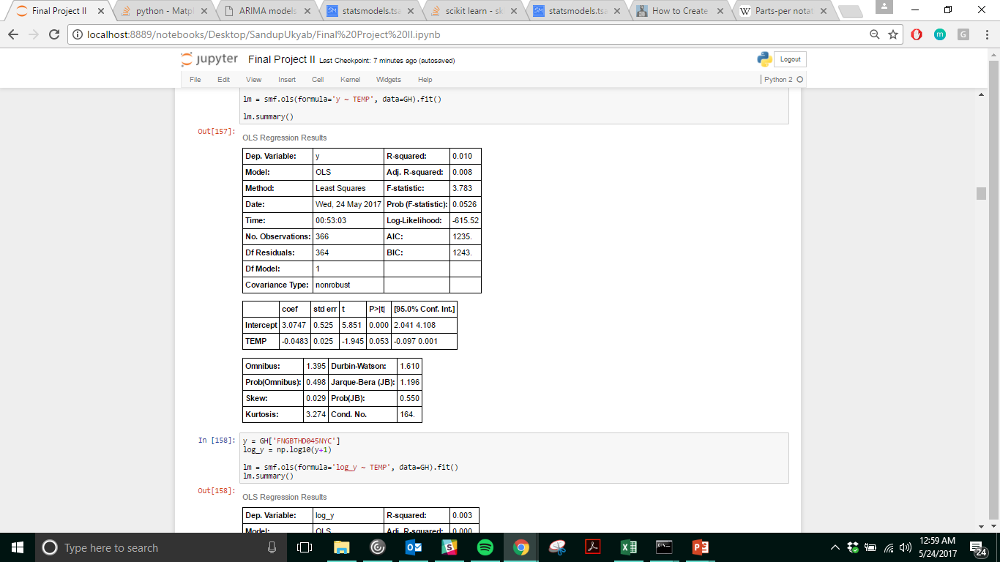 Final Project II
python - Matpl
ARIMA models
statsmodels.tsa
scikit learn - sk
statsmodels.tsa
How to Create
Parts-per notat
localhost:8889/notebooks/Desktop/SandupUkyab/Final%20Project%20II.ipynb
jupyter Final Project II Last Checkpoint: 7 minutes ago (autosaved)
Logout
File Edit View Insert Cell Kernel Widgets Help
Python 2
lm = smf.ols(formula='y ~ TEMP', data=GH).fit()
lm.summary()
Out[157]:
OLS Regression Results
Dep. Variable: y R-squared: 0.010
Model: OLS Adj. R-squared: 0.008
Method: Least Squares F-statistic: 3.783
Date: Wed, 24 May 2017 Prob (F-statistic): 0.0526
Time: 00:53:03 Log-Likelihood: -615.52
No. Observations: 366 AIC: 1235.
Df Residuals: 364 BIC: 1243.
Df Model: 1
Covariance Type: nonrobust
coef std err t P>|t| [95.0% Conf. Int.]
Intercept 3.0747 0.525 5.851 0.000 2.041 4.108
TEMP -0.0483 0.025 -1.945 0.053 -0.097 0.001
Omnibus: 1.395 Durbin-Watson: 1.610
Prob(Omnibus): 0.498 Jarque-Bera (JB): 1.196
Skew: 0.029 Prob(JB): 0.550
Kurtosis: 3.274 Cond. No. 164.
In [158]: y = GH['FNGBTHD045NYC']
log_y = np.log10(y+1)
lm = smf.ols(formula='log_y ~ TEMP', data=GH).fit()
lm.summary()
Out[158]:
OLS Regression Results
Dep. Variable: log_y R-squared: 0.003
Model: OLS Adj. R-squared: 0.000
Type here to search
12:59 AM
5/24/2017
24